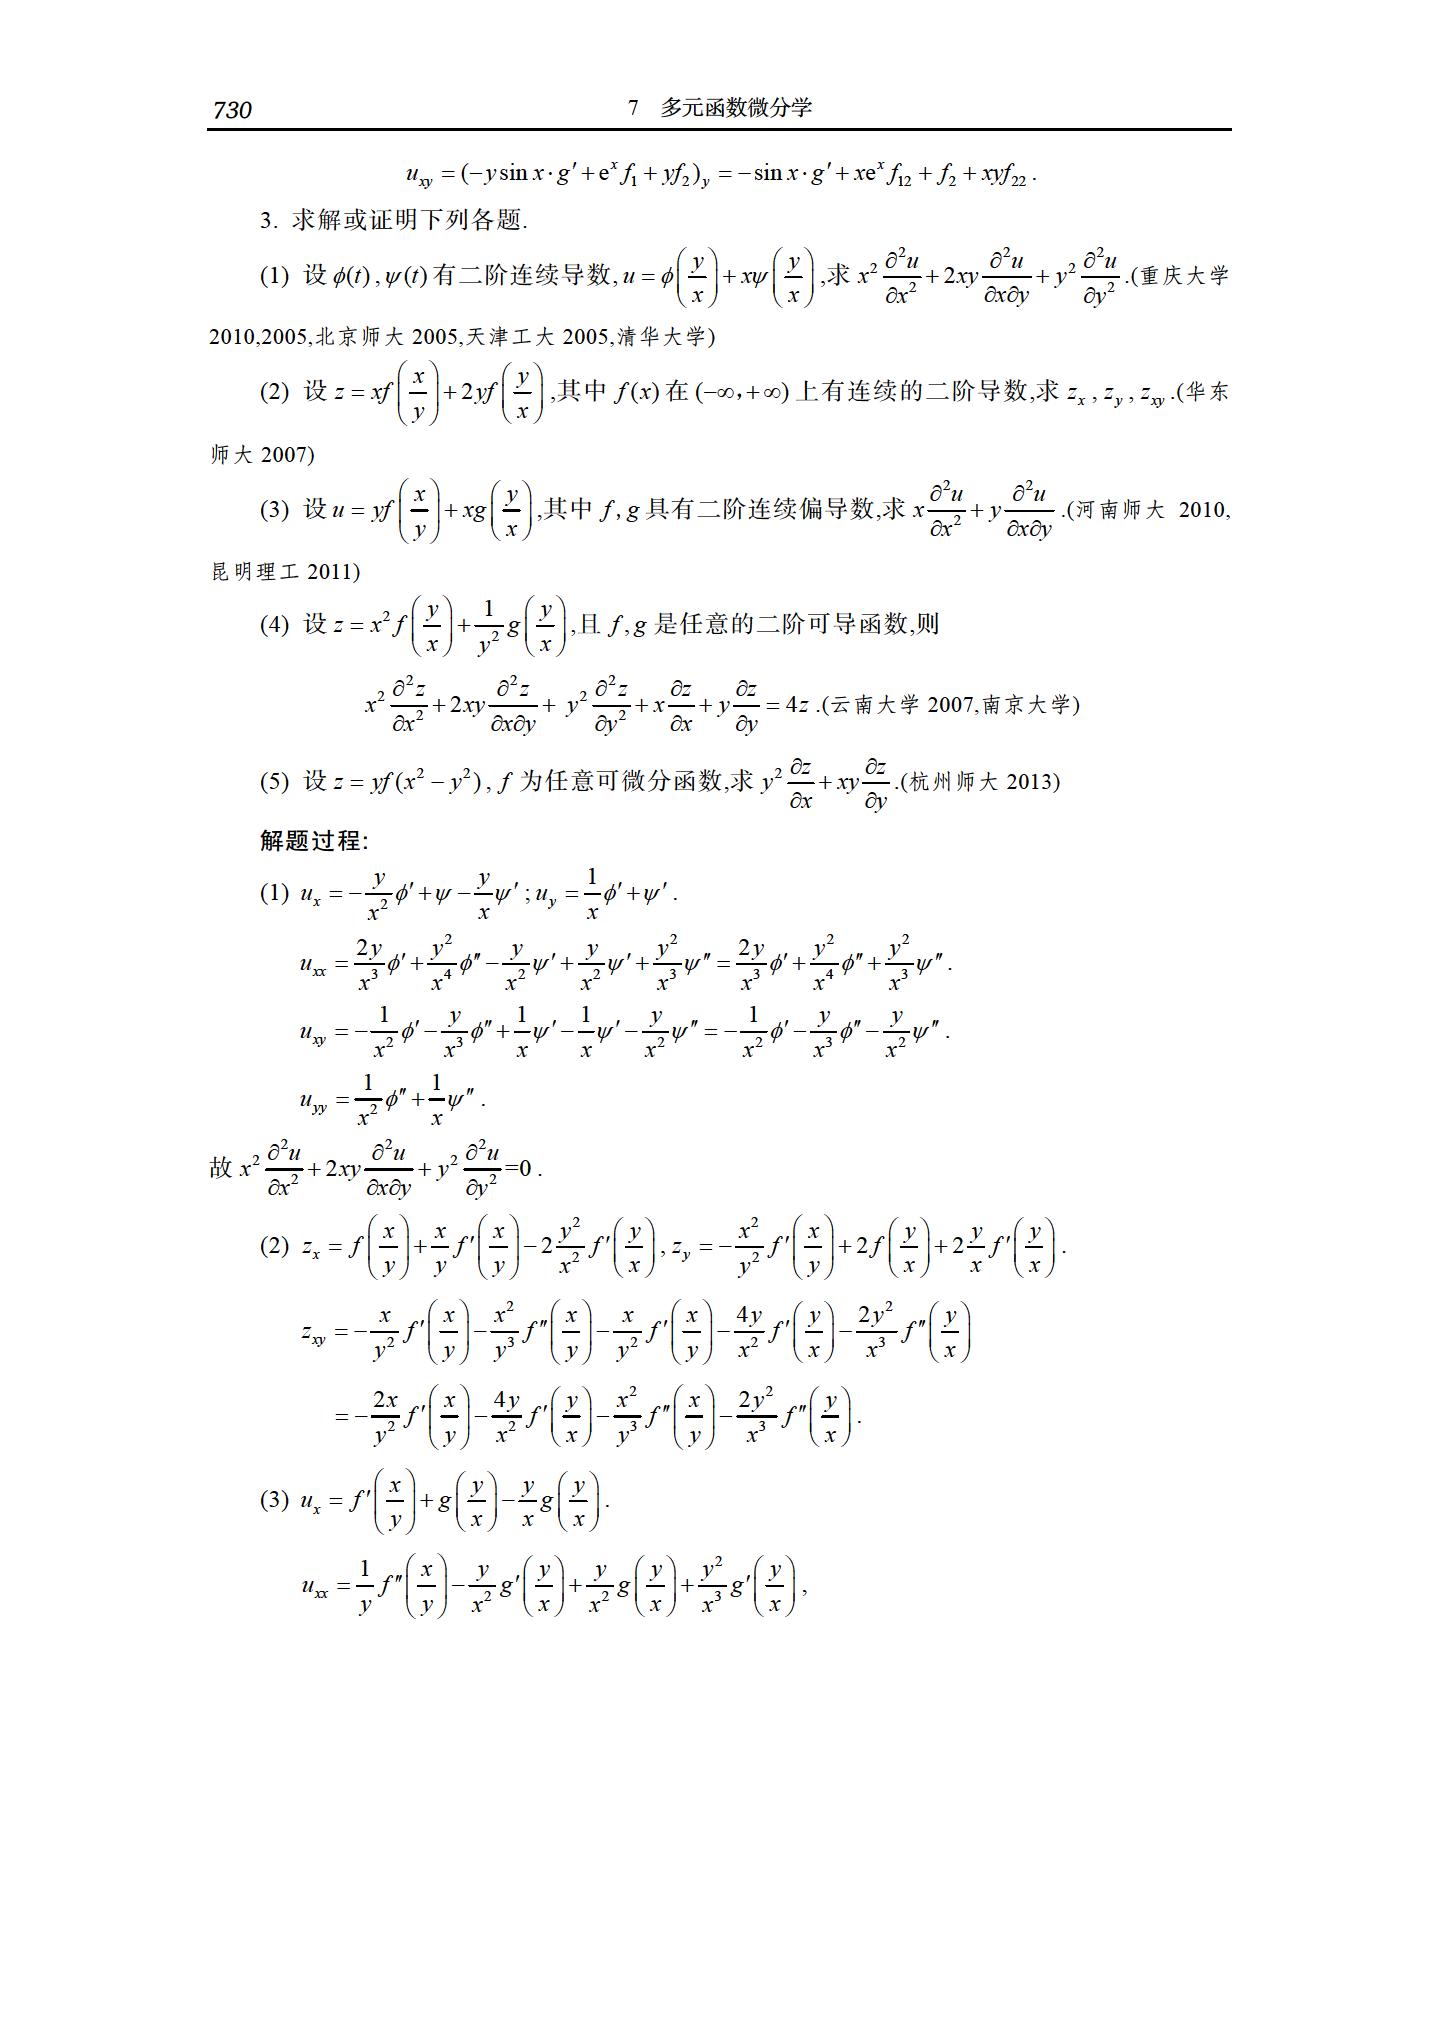 730 7 多元函数微分学
$u_{xy} = (-y\sin x \cdot g' + \mathrm{e}^x f_1 + yf_2)_y = -\sin x \cdot g' + x\mathrm{e}^x f_{12} + f_2 + xyf_{22}$ .
3. 求解或证明下列各题.
(1) 设 $\phi(t)$ , $\psi(t)$ 有二阶连续导数, $u = \phi\left(\frac{y}{x}\right) + x\psi\left(\frac{y}{x}\right)$ ,求 $x^2\frac{\partial^2 u}{\partial x^2} + 2xy\frac{\partial^2 u}{\partial x\partial y} + y^2\frac{\partial^2 u}{\partial y^2}$ .(重庆大学
2010,2005,北京师大 2005,天津工大 2005,清华大学)
(2) 设 $z = xf\left(\frac{x}{y}\right) + 2yf\left(\frac{y}{x}\right)$ ,其中 $f(x)$ 在 $(-\infty，+\infty)$ 上有连续的二阶导数,求 $z_x$ , $z_y$ , $z_{xy}$ .(华东
师大 2007)
(3) 设 $u = yf\left(\frac{x}{y}\right) + xg\left(\frac{y}{x}\right)$ ,其中 $f, g$ 具有二阶连续偏导数,求 $x\frac{\partial^2 u}{\partial x^2} + y\frac{\partial^2 u}{\partial x\partial y}$ .(河南师大 2010,
昆明理工 2011)
(4) 设 $z = x^2 f\left(\frac{y}{x}\right) + \frac{1}{y^2} g\left(\frac{y}{x}\right)$ ,且 $f, g$ 是任意的二阶可导函数,则
$x^2\frac{\partial^2 z}{\partial x^2} + 2xy\frac{\partial^2 z}{\partial x\partial y} + y^2\frac{\partial^2 z}{\partial y^2} + x\frac{\partial z}{\partial x} + y\frac{\partial z}{\partial y} = 4z$ .(云南大学 2007,南京大学)
(5) 设 $z = yf(x^2 - y^2)$ , $f$ 为任意可微分函数,求 $y^2\frac{\partial z}{\partial x} + xy\frac{\partial z}{\partial y}$ .(杭州师大 2013)
解题过程:
(1) $u_x = -\frac{y}{x^2}\phi' + \psi - \frac{y}{x}\psi'$ ; $u_y = \frac{1}{x}\phi' + \psi'$ .
$u_{xx} = \frac{2y}{x^3}\phi' + \frac{y^2}{x^4}\phi'' - \frac{y}{x^2}\psi' + \frac{y}{x^2}\psi' + \frac{y^2}{x^3}\psi'' = \frac{2y}{x^3}\phi' + \frac{y^2}{x^4}\phi'' + \frac{y^2}{x^3}\psi''$ .
$u_{xy} = -\frac{1}{x^2}\phi' - \frac{y}{x^3}\phi'' + \frac{1}{x}\psi' - \frac{1}{x}\psi' - \frac{y}{x^2}\psi'' = -\frac{1}{x^2}\phi' - \frac{y}{x^3}\phi'' - \frac{y}{x^2}\psi''$ .
$u_{yy} = \frac{1}{x^2}\phi'' + \frac{1}{x}\psi''$ .
故 $x^2\frac{\partial^2 u}{\partial x^2} + 2xy\frac{\partial^2 u}{\partial x\partial y} + y^2\frac{\partial^2 u}{\partial y^2} = 0$ .
(2) $z_x = f\left(\frac{x}{y}\right) + \frac{x}{y}f'\left(\frac{x}{y}\right) - 2\frac{y^2}{x^2}f'\left(\frac{y}{x}\right)$ , $z_y = -\frac{x^2}{y^2}f'\left(\frac{x}{y}\right) + 2f\left(\frac{y}{x}\right) + 2\frac{y}{x}f'\left(\frac{y}{x}\right)$ .
$z_{xy} = -\frac{x}{y^2}f'\left(\frac{x}{y}\right) - \frac{x^2}{y^3}f''\left(\frac{x}{y}\right) - \frac{x}{y^2}f'\left(\frac{x}{y}\right) - \frac{4y}{x^2}f'\left(\frac{y}{x}\right) - \frac{2y^2}{x^3}f''\left(\frac{y}{x}\right)$
$= -\frac{2x}{y^2}f'\left(\frac{x}{y}\right) - \frac{4y}{x^2}f'\left(\frac{y}{x}\right) - \frac{x^2}{y^3}f''\left(\frac{x}{y}\right) - \frac{2y^2}{x^3}f''\left(\frac{y}{x}\right)$ .
(3) $u_x = f'\left(\frac{x}{y}\right) + g\left(\frac{y}{x}\right) - \frac{y}{x}g\left(\frac{y}{x}\right)$ .
$u_{xx} = \frac{1}{y}f''\left(\frac{x}{y}\right) - \frac{y}{x^2}g'\left(\frac{y}{x}\right) + \frac{y}{x^2}g\left(\frac{y}{x}\right) + \frac{y^2}{x^3}g'\left(\frac{y}{x}\right)$ ,